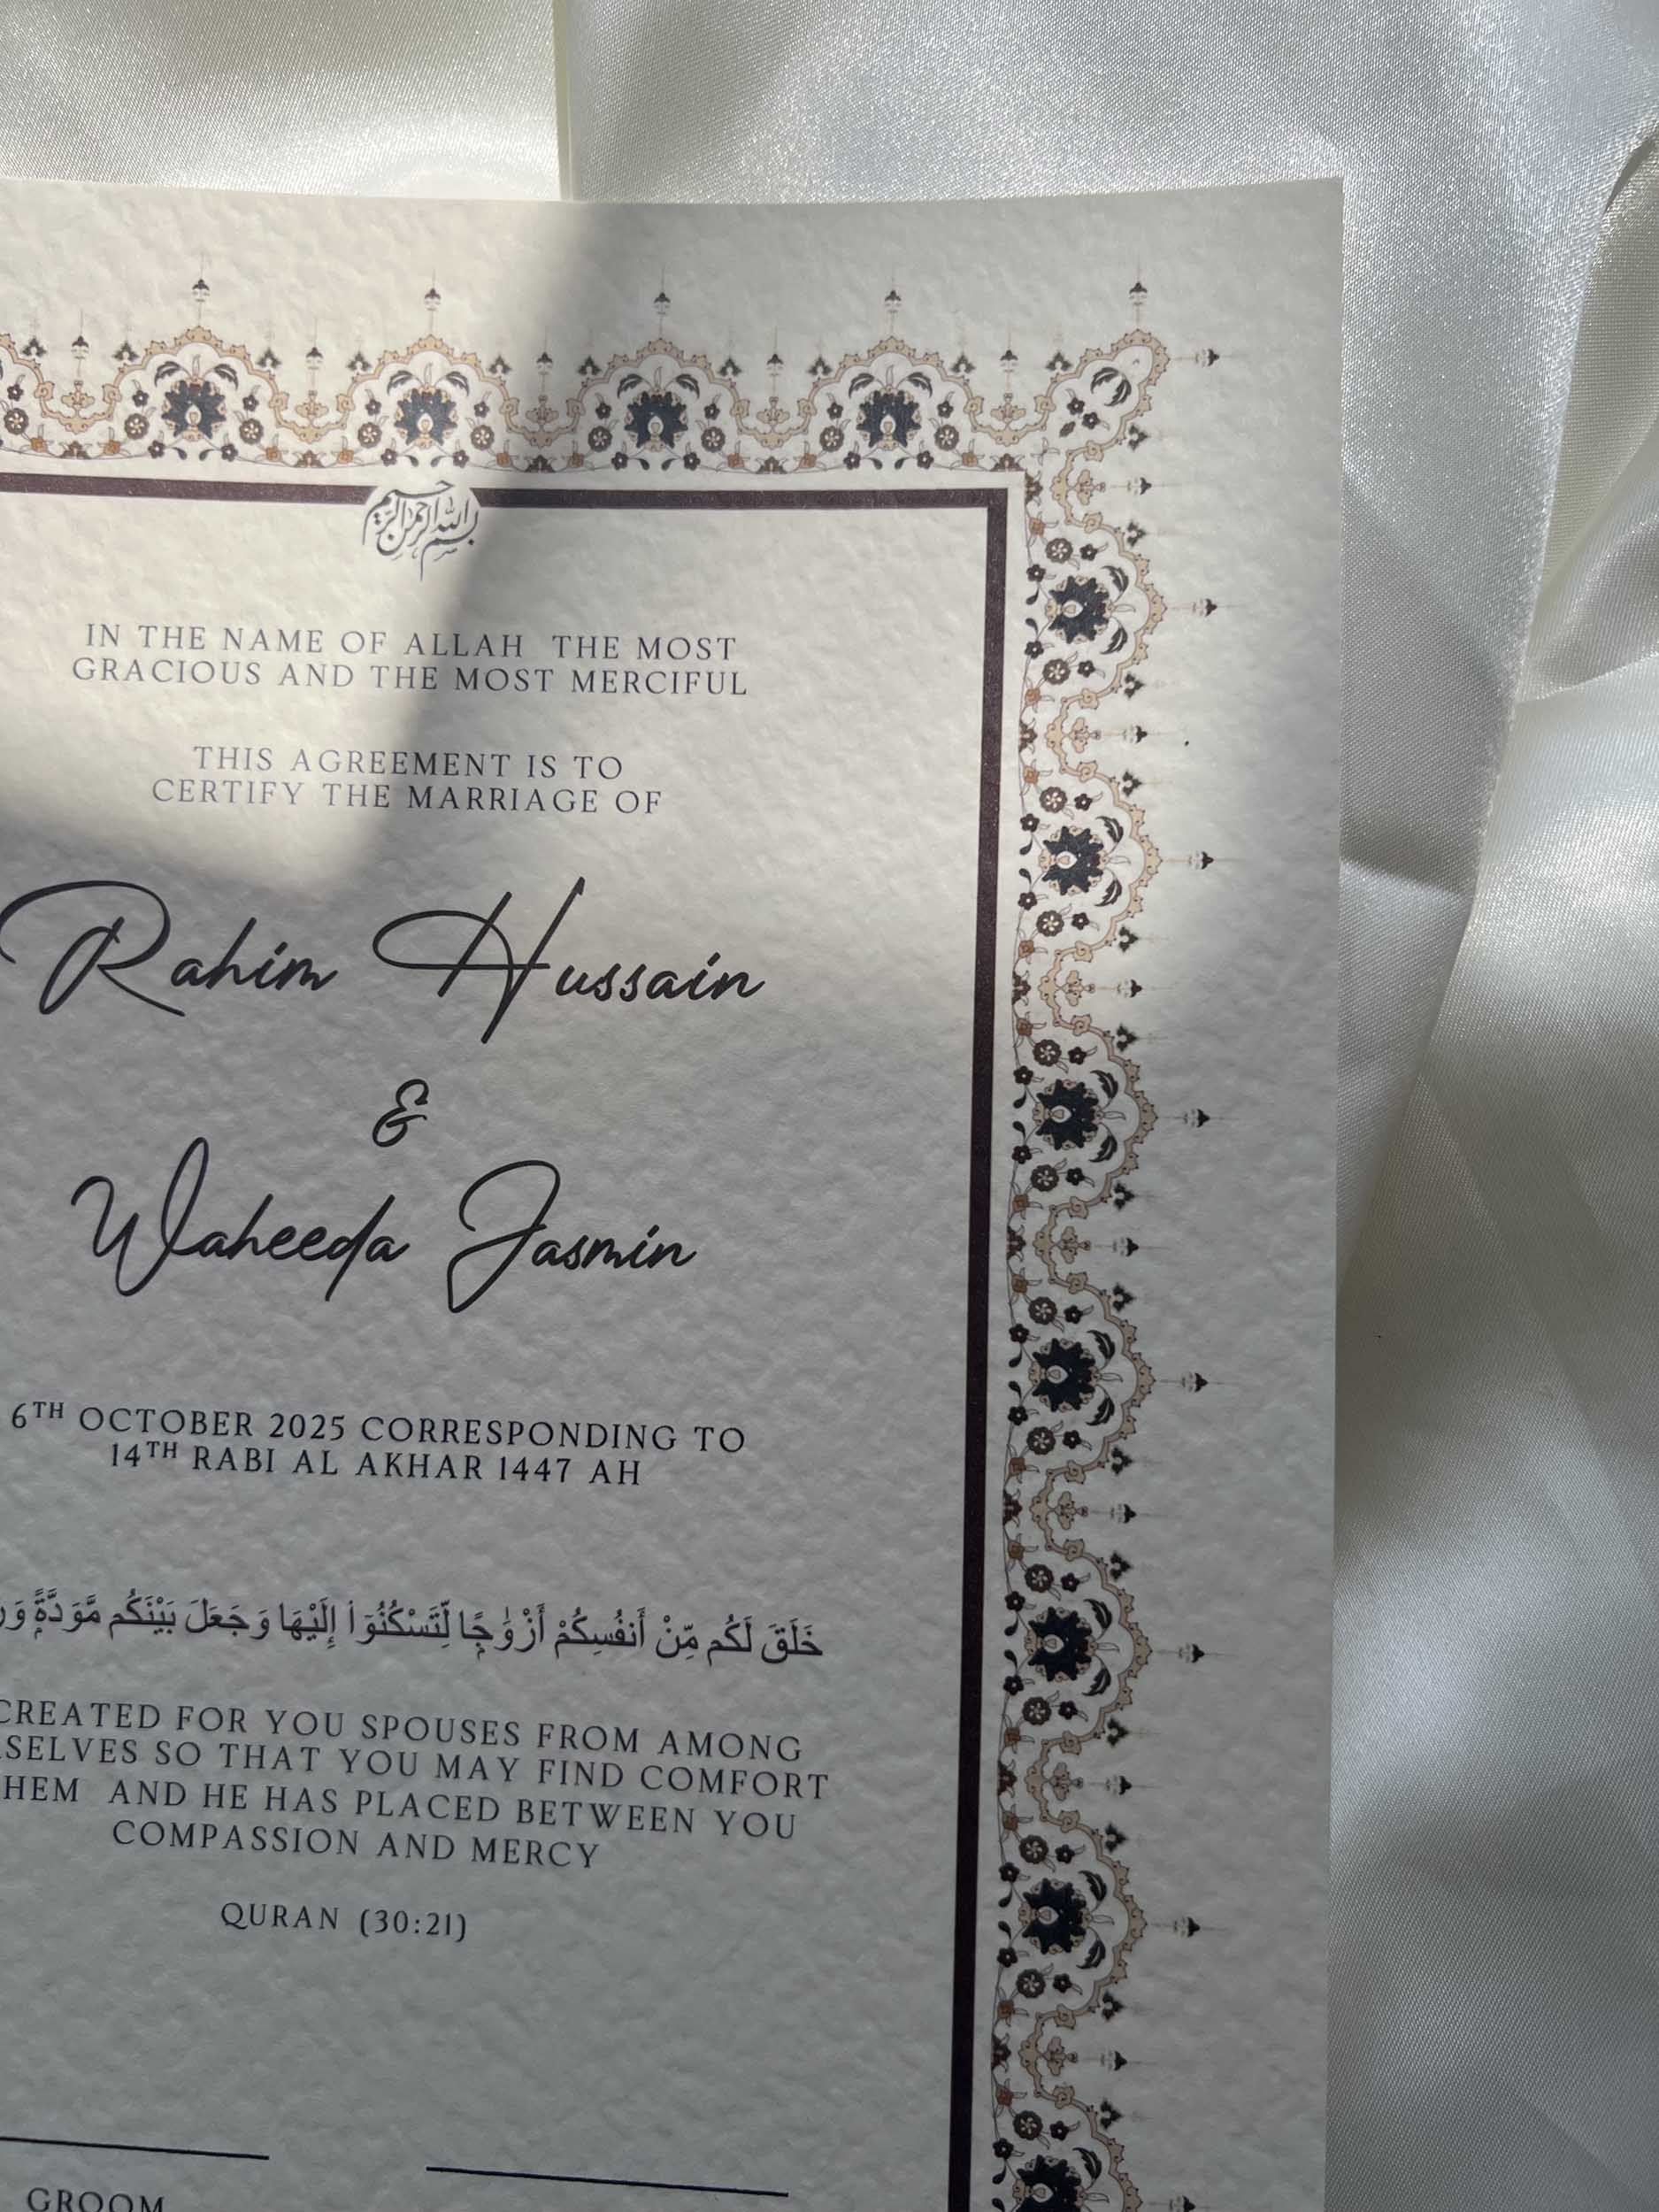 بسم الله الرحمن الرحيم
IN THE NAME OF ALLAH THE MOST
GRACIOUS AND THE MOST MERCIFUL
THIS AGREEMENT IS TO
CERTIFY THE MARRIAGE OF
Rahim Hussain
&
Waheeda Jasmin
6TH OCTOBER 2025 CORRESPONDING TO
14TH RABI AL AKHAR 1447 AH
خَلَقَ لَكُم مِّنْ أَنفُسِكُمْ أَزْوَٰجًا لِّتَسْكُنُوٓا۟ إِلَيْهَا وَجَعَلَ بَيْنَكُم مَّوَدَّةً
CREATED FOR YOU SPOUSES FROM AMONG
SELVES SO THAT YOU MAY FIND COMFORT
HEM AND HE HAS PLACED BETWEEN YOU
COMPASSION AND MERCY
QURAN (30:21)
GROOM